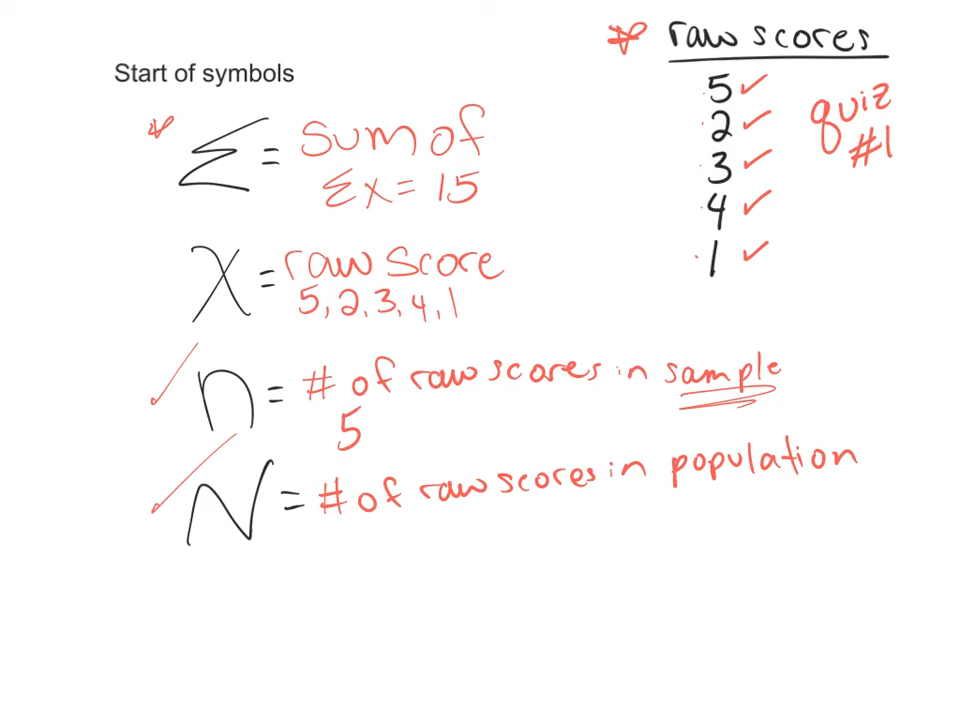 Start of symbols
Σ = sum of
Σx = 15
X = raw score
5, 2, 3, 4, 1
n = # of raw scores in sample
5
N = # of raw scores in population
* raw scores
5 ✓
2 ✓
3 ✓
4 ✓
1 ✓
quiz
#1